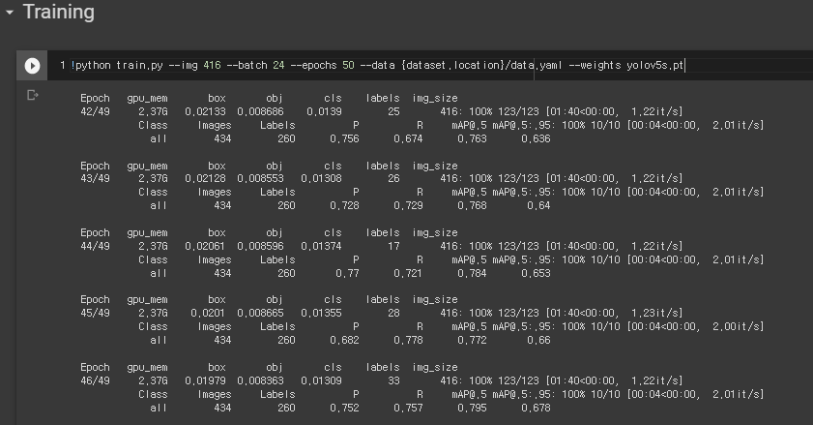 Training
1 !python train.py --img 416 --batch 24 --epochs 50 --data {dataset.location}/data.yaml --weights yolov5s.pt
Epoch gpu_mem box obj cls labels img_size
42/49 2.37G 0.02133 0.008686 0.0139 25 416: 100% 123/123 [01:40<00:00, 1.22it/s]
Class Images Labels P R mAP@.5 mAP@.5:.95: 100% 10/10 [00:04<00:00, 2.01it/s]
all 434 260 0.756 0.674 0.763 0.636
Epoch gpu_mem box obj cls labels img_size
43/49 2.37G 0.02128 0.008553 0.01308 26 416: 100% 123/123 [01:40<00:00, 1.22it/s]
Class Images Labels P R mAP@.5 mAP@.5:.95: 100% 10/10 [00:04<00:00, 2.01it/s]
all 434 260 0.728 0.729 0.768 0.64
Epoch gpu_mem box obj cls labels img_size
44/49 2.37G 0.02061 0.008596 0.01374 17 416: 100% 123/123 [01:40<00:00, 1.22it/s]
Class Images Labels P R mAP@.5 mAP@.5:.95: 100% 10/10 [00:04<00:00, 2.01it/s]
all 434 260 0.77 0.721 0.784 0.653
Epoch gpu_mem box obj cls labels img_size
45/49 2.37G 0.0201 0.008665 0.01355 28 416: 100% 123/123 [01:40<00:00, 1.23it/s]
Class Images Labels P R mAP@.5 mAP@.5:.95: 100% 10/10 [00:04<00:00, 2.00it/s]
all 434 260 0.682 0.778 0.772 0.66
Epoch gpu_mem box obj cls labels img_size
46/49 2.37G 0.01979 0.008363 0.01309 33 416: 100% 123/123 [01:40<00:00, 1.22it/s]
Class Images Labels P R mAP@.5 mAP@.5:.95: 100% 10/10 [00:04<00:00, 2.01it/s]
all 434 260 0.752 0.757 0.795 0.678